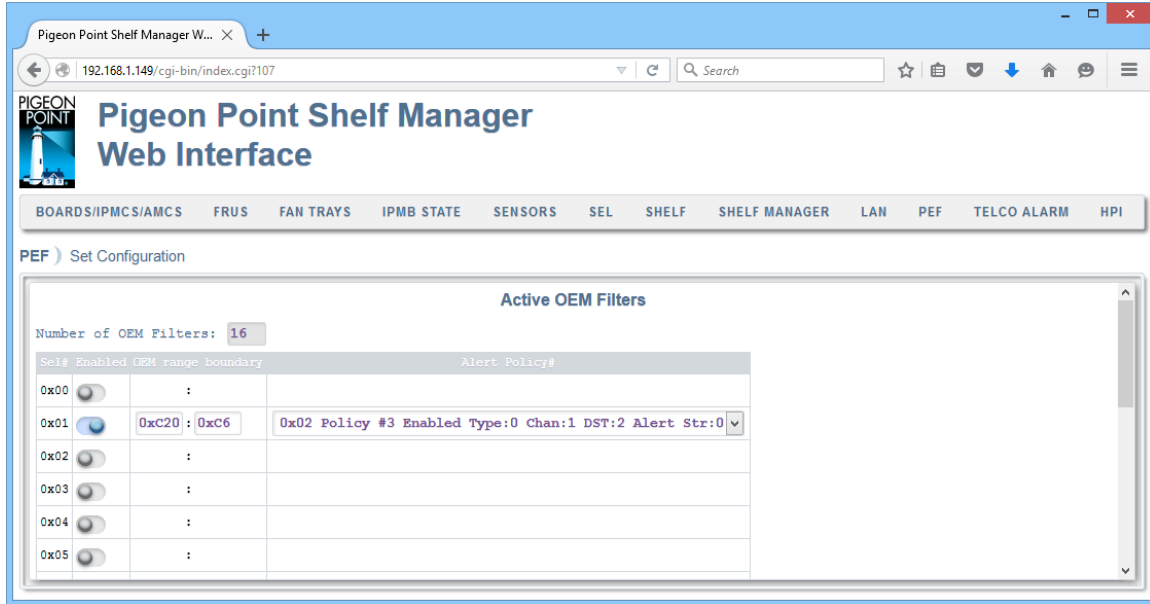 Pigeon Point Shelf Manager W...
192.168.1.149/cgi-bin/index.cgi?107
Search
PIGEON
POINT
Pigeon Point Shelf Manager
Web Interface
BOARDS/IPMCS/AMCS FRUS FAN TRAYS IPMB STATE SENSORS SEL SHELF SHELF MANAGER LAN PEF TELCO ALARM HPI
PEF ) Set Configuration
Active OEM Filters
Number of OEM Filters: 16
Sel# Enabled OEM range boundary Alert Policy#
0x00 :
0x01 0xC20 : 0xC6 0x02 Policy #3 Enabled Type:0 Chan:1 DST:2 Alert Str:0
0x02 :
0x03 :
0x04 :
0x05 :